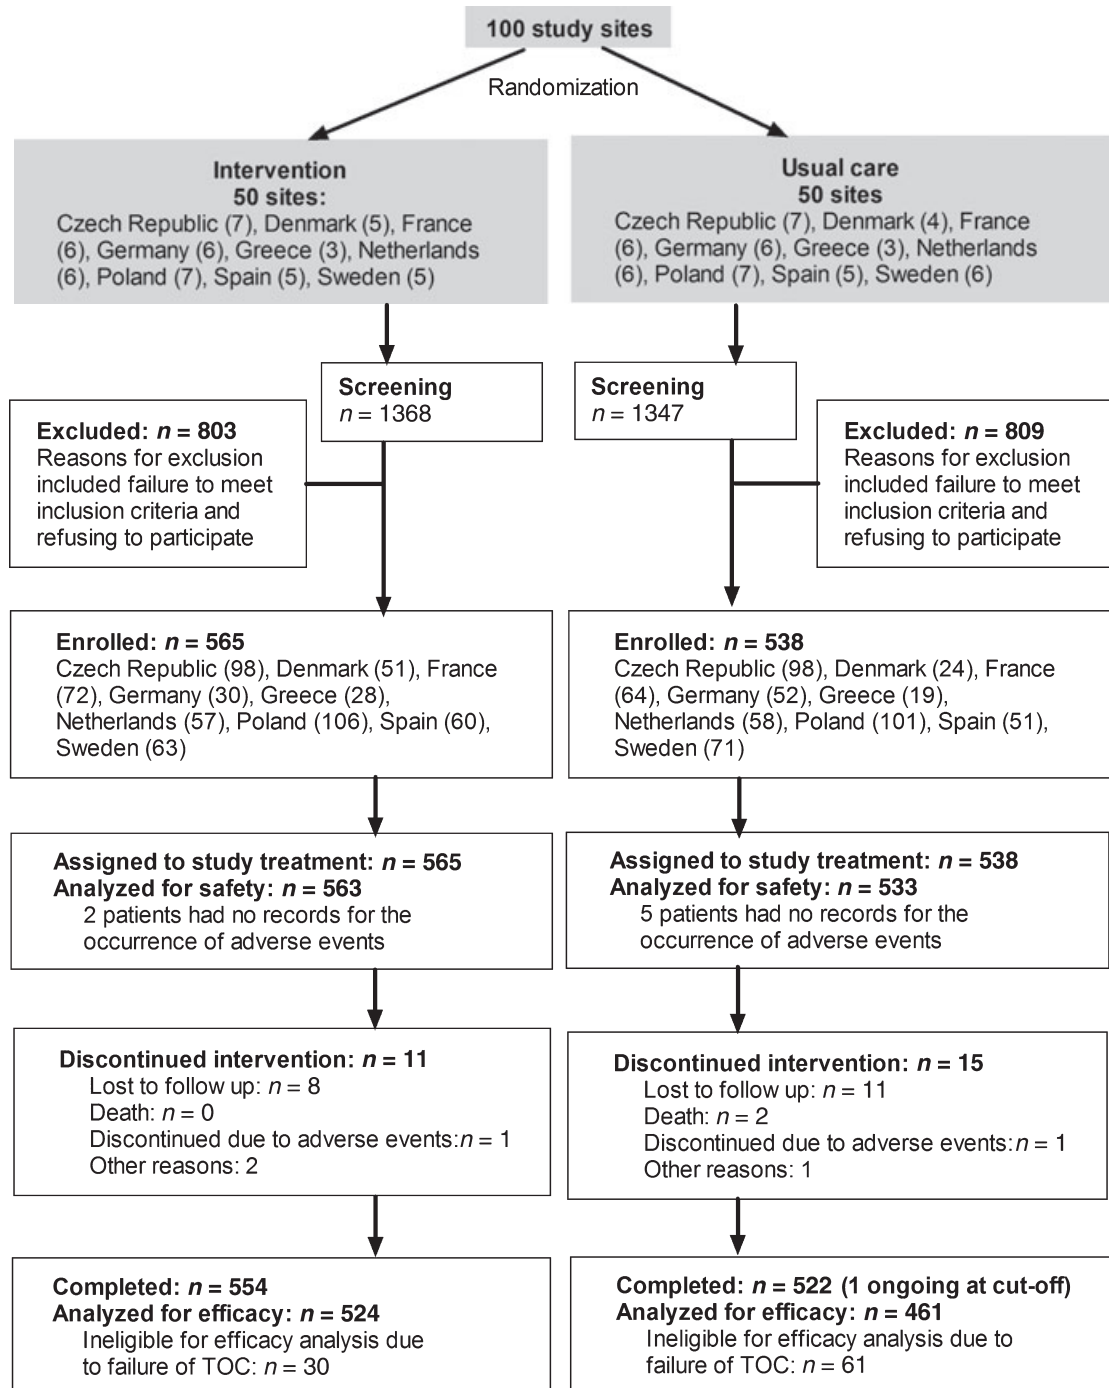 100 study sites
Randomization
Intervention
50 sites:
Czech Republic (7), Denmark (5), France
(6), Germany (6), Greece (3), Netherlands
(6), Poland (7), Spain (5), Sweden (5)
Usual care
50 sites
Czech Republic (7), Denmark (4), France
(6), Germany (6), Greece (3), Netherlands
(6), Poland (7), Spain (5), Sweden (6)
Screening
n = 1368
Screening
n = 1347
Excluded: n = 803
Reasons for exclusion
included failure to meet
inclusion criteria and
refusing to participate
Excluded: n = 809
Reasons for exclusion
included failure to meet
inclusion criteria and
refusing to participate
Enrolled: n = 565
Czech Republic (98), Denmark (51), France
(72), Germany (30), Greece (28),
Netherlands (57), Poland (106), Spain (60),
Sweden (63)
Enrolled: n = 538
Czech Republic (98), Denmark (24), France
(64), Germany (52), Greece (19),
Netherlands (58), Poland (101), Spain (51),
Sweden (71)
Assigned to study treatment: n = 565
Analyzed for safety: n = 563
2 patients had no records for the
occurrence of adverse events
Assigned to study treatment: n = 538
Analyzed for safety: n = 533
5 patients had no records for the
occurrence of adverse events
Discontinued intervention: n = 11
Lost to follow up: n = 8
Death: n = 0
Discontinued due to adverse events:n = 1
Other reasons: 2
Discontinued intervention: n = 15
Lost to follow up: n = 11
Death: n = 2
Discontinued due to adverse events:n = 1
Other reasons: 1
Completed: n = 554
Analyzed for efficacy: n = 524
Ineligible for efficacy analysis due
to failure of TOC: n = 30
Completed: n = 522 (1 ongoing at cut-off)
Analyzed for efficacy: n = 461
Ineligible for efficacy analysis due to
failure of TOC: n = 61